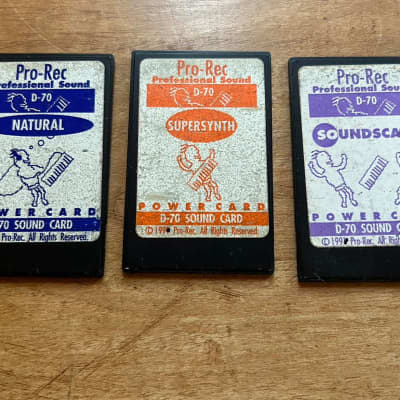 Pro-Rec
Professional Sound
D-70
NATURAL
POWER CARD
70 SOUND CARD
Pro-Rec. All Rights Reserved.
Pro-Rec
Professional Sound
D-70
SUPERSYNTH
POWER CARD
D-70 SOUND CARD
Pro-Rec. All Rights Reserved.
Pro-Rec
Professional Sound
D-70
SOUNDSCA
POWER CA
D-70 SOUND C
Pro-Rec. All Rights